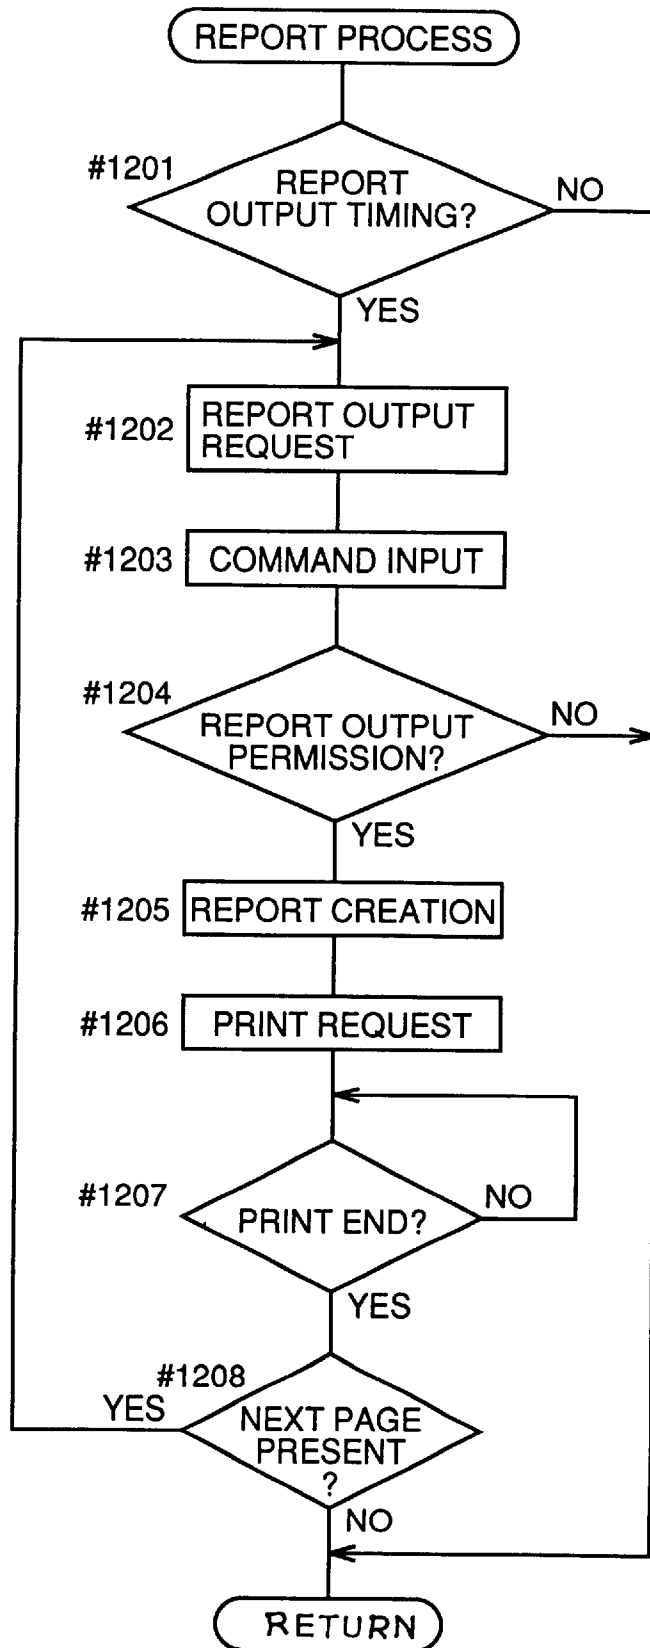 REPORT PROCESS
#1201
REPORT
OUTPUT TIMING?
NO
YES
#1202
REPORT OUTPUT
REQUEST
#1203
COMMAND INPUT
#1204
REPORT OUTPUT
PERMISSION?
NO
YES
#1205
REPORT CREATION
#1206
PRINT REQUEST
#1207
PRINT END?
NO
YES
#1208
YES
NEXT PAGE
PRESENT
?
NO
RETURN